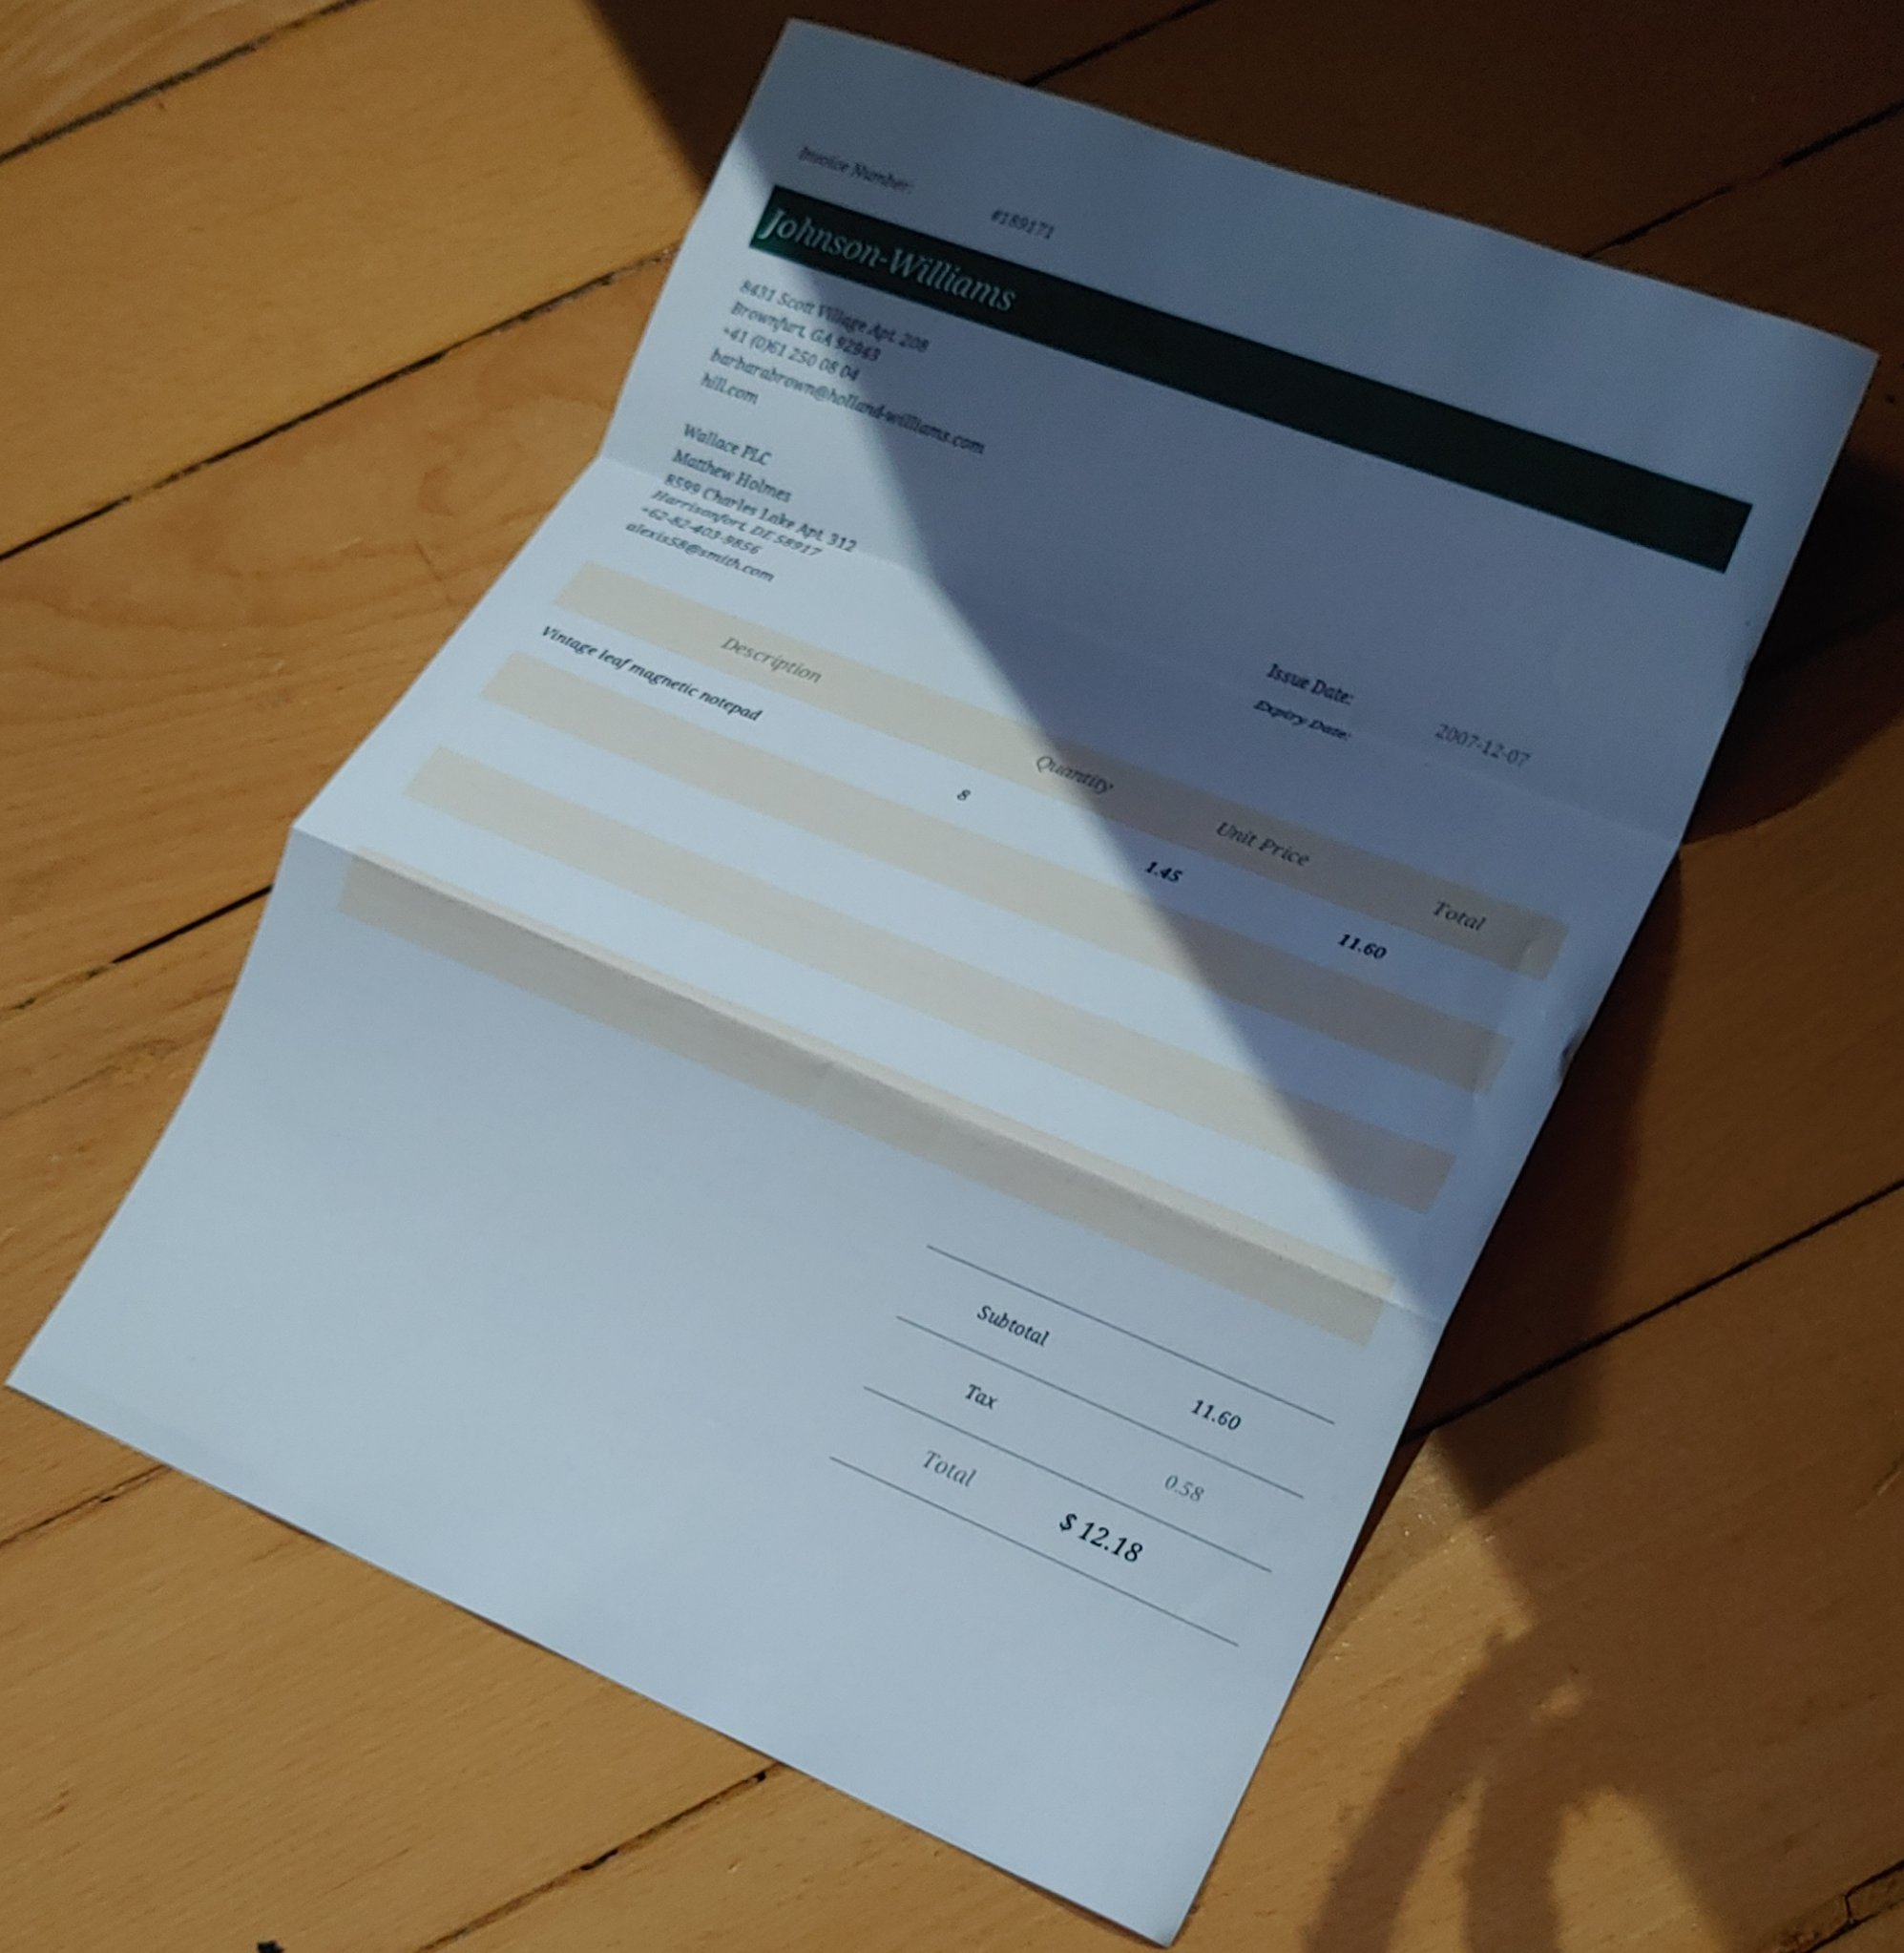 Invoice Number:
#189171
Johnson-Williams
8431 Scott Village Apt. 208
Brownfurt, GA 92943
+41 (0)61 250 08 04
barbarabrown@holland-williams.com
hill.com
Wallace PLC
Matthew Holmes
8599 Charles Lake Apt. 312
Harrisonfort, DE 58917
+62-82-403-9856
alexis58@smith.com
Issue Date:
2007-12-07
Expiry Date:
Description Quantity Unit Price Total
Vintage leaf magnetic notepad 8 1.45 11.60
Subtotal 11.60
Tax 0.58
Total $ 12.18